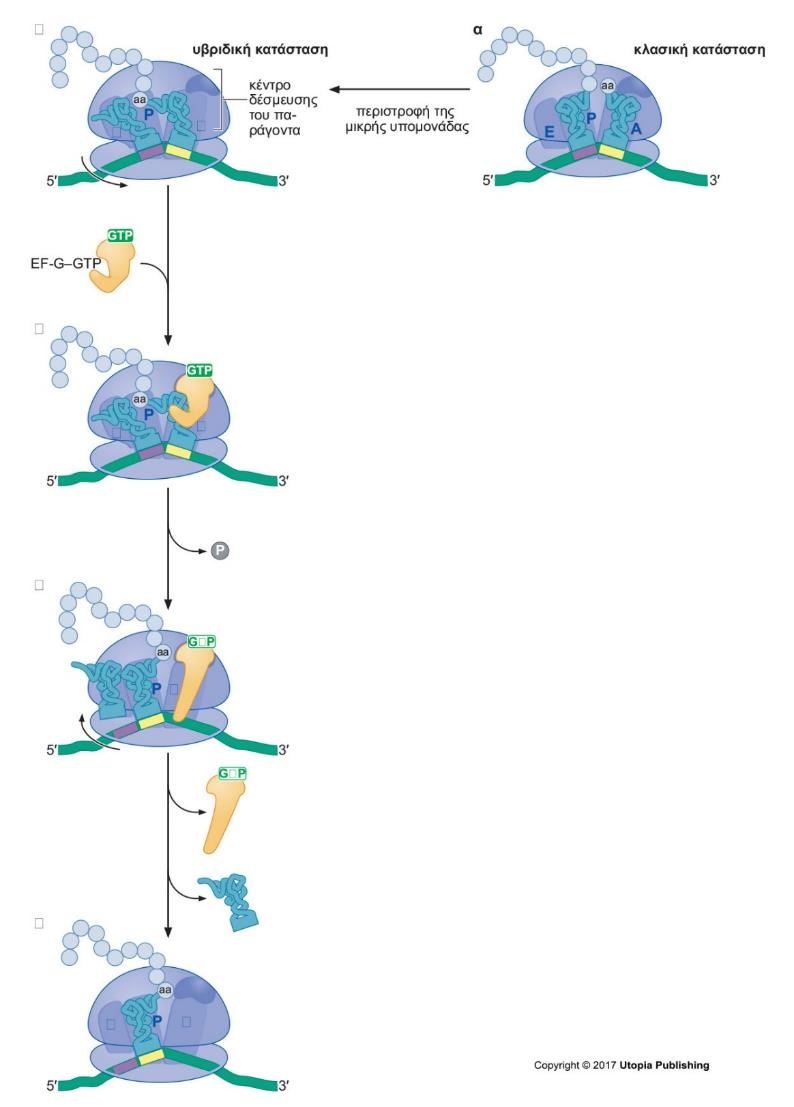 α
υβριδική κατάσταση
κλασική κατάσταση
κέντρο
δέσμευσης
του πα-
ράγοντα
περιστροφή της
μικρής υπομονάδας
aa
P
aa
E
P
A
5′
3′
5′
3′
GTP
EF-G–GTP
GTP
aa
P
5′
3′
P
G□P
aa
P
5′
3′
G□P
aa
P
5′
3′
Copyright © 2017 Utopia Publishing